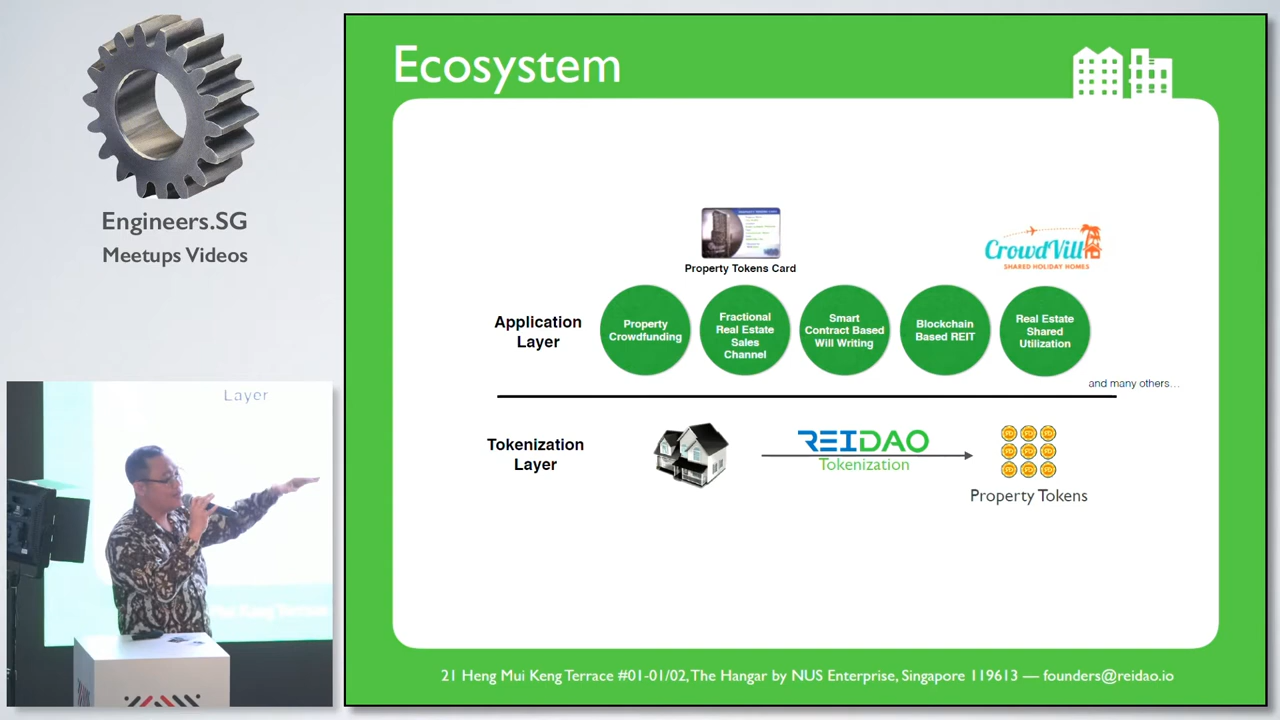 Engineers.SG
Meetups Videos
Layer
Ecosystem
Property Tokens Card
CrowdVill
SHARED HOLIDAY HOMES
Application
Layer
Property
Crowdfunding
Fractional
Real Estate
Sales
Channel
Smart
Contract Based
Will Writing
Blockchain
Based REIT
Real Estate
Shared
Utilization
and many others...
Tokenization
Layer
REIDAO
Tokenization
Property Tokens
21 Heng Mui Keng Terrace #01-01/02, The Hangar by NUS Enterprise, Singapore 119613 — founders@reidao.io